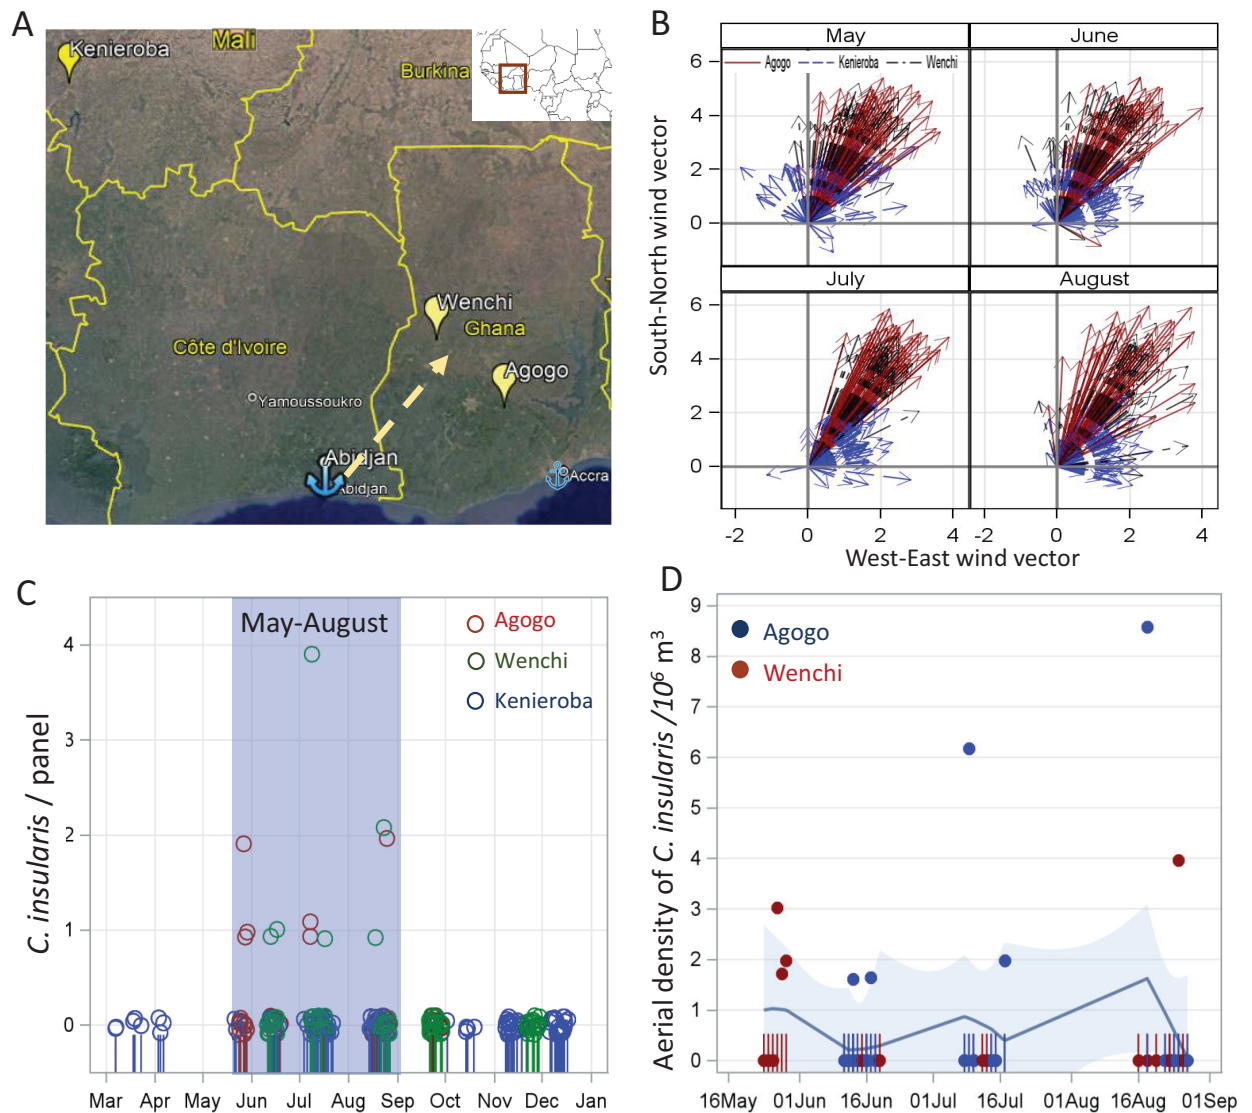 A
Kenieroba
Mali
Burkina
Wenchi
Ghana
Côte d'Ivoire
Agogo
Yamoussoukro
Abidjan
Abidjan
Accra
B
May
June
Agogo
Kenieroba
Wenchi
6
4
2
0
July
August
6
4
2
0
-2
0
2
4
-2
0
2
4
South-North wind vector
West-East wind vector
C
May-August
Agogo
Wenchi
Kenieroba
4
3
2
1
0
C. insularis / panel
Mar
Apr
May
Jun
Jul
Aug
Sep
Oct
Nov
Dec
Jan
D
Agogo
Wenchi
9
8
7
6
5
4
3
2
1
0
Aerial density of C. insularis /10⁶ m³
16May
01Jun
16Jun
01Jul
16Jul
01Aug
16Aug
01Sep